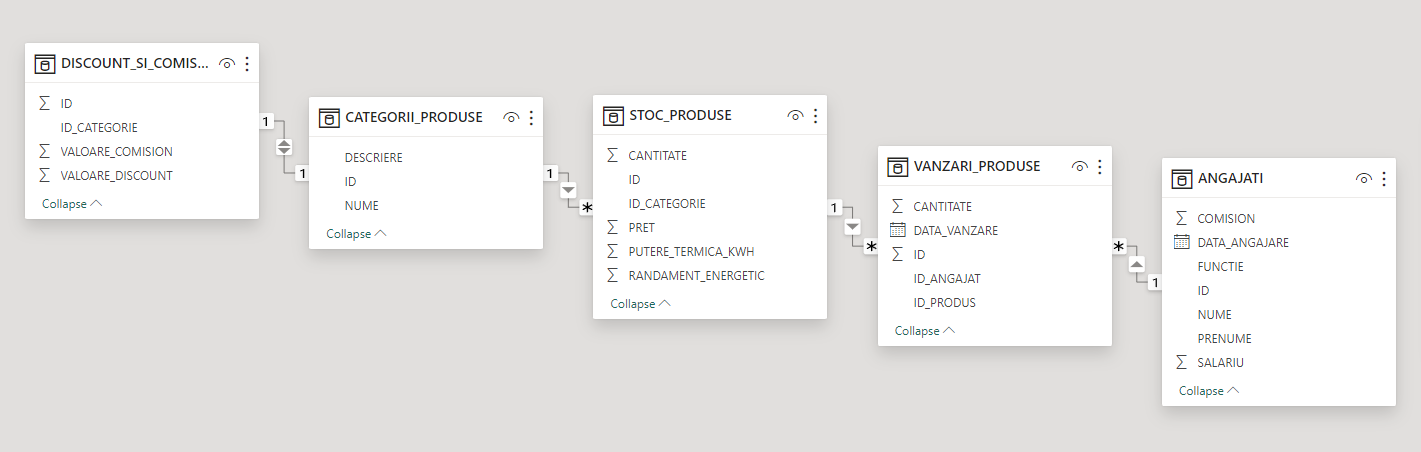 DISCOUNT_SI_COMIS...
ID
ID_CATEGORIE
VALOARE_COMISION
VALOARE_DISCOUNT
Collapse
1
1
CATEGORII_PRODUSE
DESCRIERE
ID
NUME
Collapse
1
*
STOC_PRODUSE
CANTITATE
ID
ID_CATEGORIE
PRET
PUTERE_TERMICA_KWH
RANDAMENT_ENERGETIC
Collapse
1
*
VANZARI_PRODUSE
CANTITATE
DATA_VANZARE
ID
ID_ANGAJAT
ID_PRODUS
Collapse
*
1
ANGAJATI
COMISION
DATA_ANGAJARE
FUNCTIE
ID
NUME
PRENUME
SALARIU
Collapse